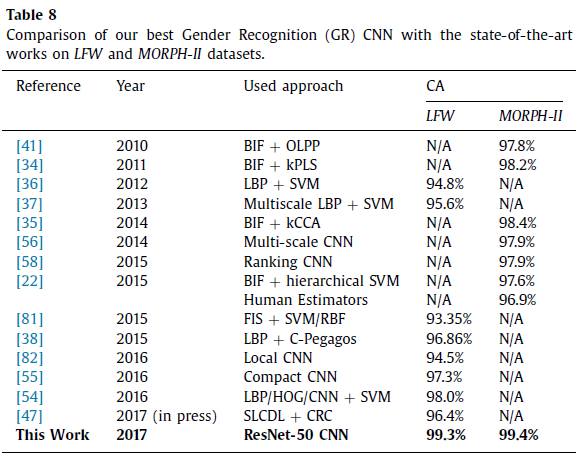 Table 8
Comparison of our best Gender Recognition (GR) CNN with the state-of-the-art
works on LFW and MORPH-II datasets.
Reference Year Used approach CA
LFW MORPH-II
[41] 2010 BIF + OLPP N/A 97.8%
[34] 2011 BIF + kPLS N/A 98.2%
[36] 2012 LBP + SVM 94.8% N/A
[37] 2013 Multiscale LBP + SVM 95.6% N/A
[35] 2014 BIF + kCCA N/A 98.4%
[56] 2014 Multi-scale CNN N/A 97.9%
[58] 2015 Ranking CNN N/A 97.9%
[22] 2015 BIF + hierarchical SVM N/A 97.6%
Human Estimators N/A 96.9%
[81] 2015 FIS + SVM/RBF 93.35% N/A
[38] 2015 LBP + C-Pegagos 96.86% N/A
[82] 2016 Local CNN 94.5% N/A
[55] 2016 Compact CNN 97.3% N/A
[54] 2016 LBP/HOG/CNN + SVM 98.0% N/A
[47] 2017 (in press) SLCDL + CRC 96.4% N/A
This Work 2017 ResNet-50 CNN 99.3% 99.4%